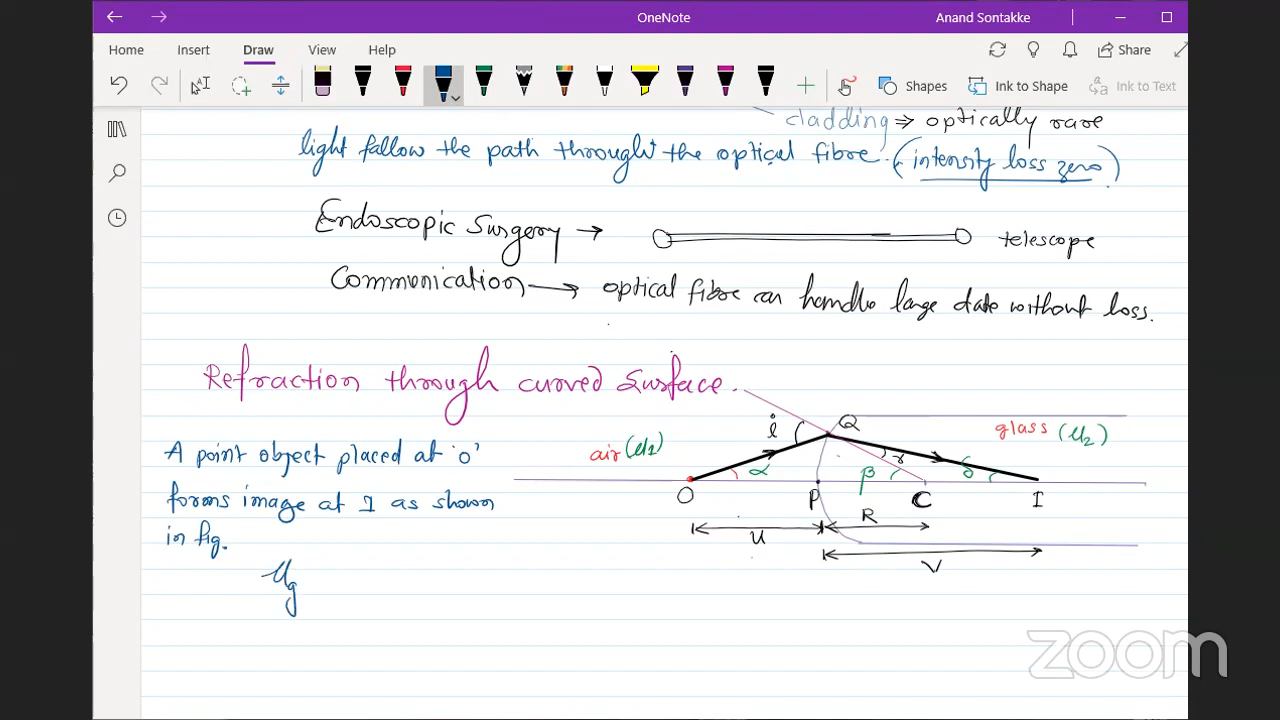 OneNote
Anand Sontakke
Home Insert Draw View Help
Share
Shapes
Ink to Shape
Ink to Text
cladding ⇒ optically rare
light follow the path throught the optical fibre. (intensity loss zero)
Endoscopic Surgery →
telescope
Communication → optical fibre can handle large data without loss.
Refraction through curved Surface.
A point object placed at 'O'
forms image at I as shown
in fig.
μg
air (μ1)
glass (μ2)
i
Q
α
r
β
δ
O
P
C
I
U
R
V
zoom